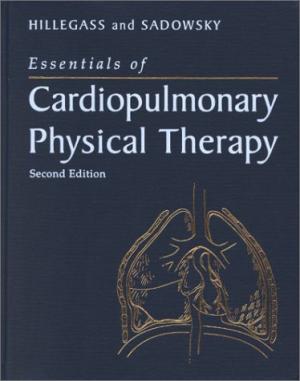 HILLEGASS and SADOWSKY
Essentials of
Cardiopulmonary
Physical Therapy
Second Edition